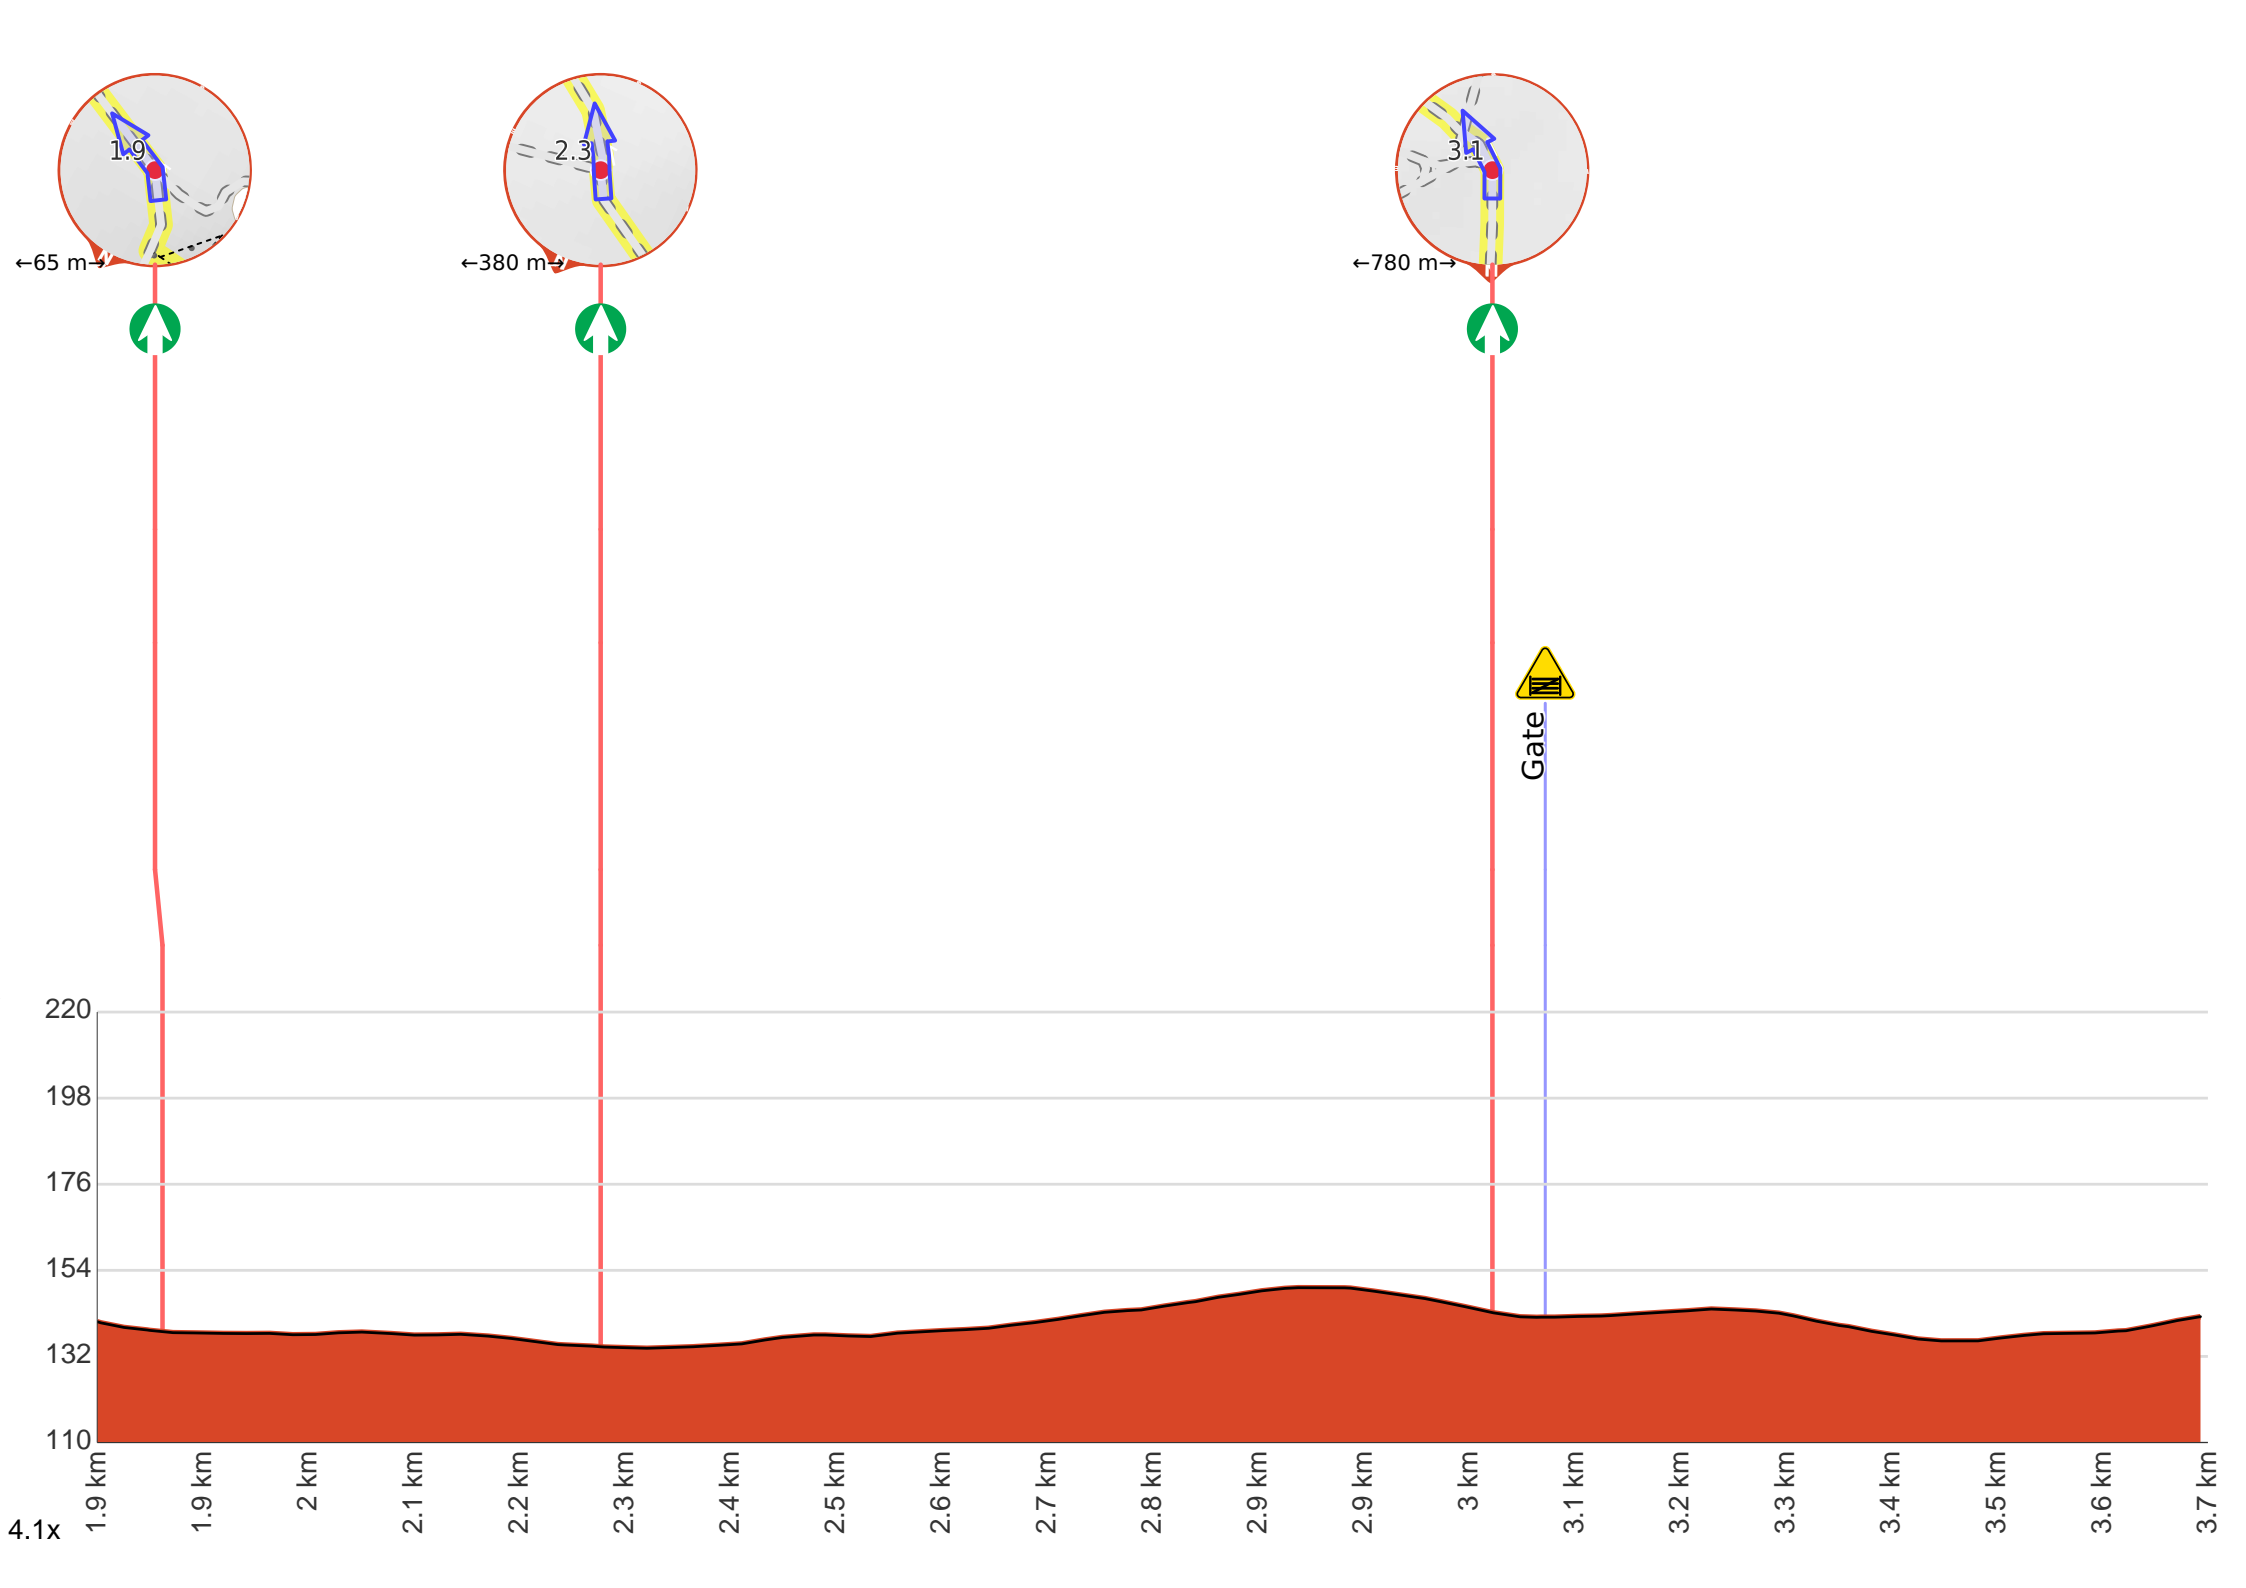 1.9
2.3
3.1
←65 m→
←380 m→
←780 m→
Gate
220
198
176
154
132
110
1.9 km
1.9 km
2 km
2.1 km
2.2 km
2.3 km
2.4 km
2.5 km
2.6 km
2.7 km
2.8 km
2.9 km
2.9 km
3 km
3.1 km
3.2 km
3.3 km
3.4 km
3.5 km
3.6 km
3.7 km
4.1x